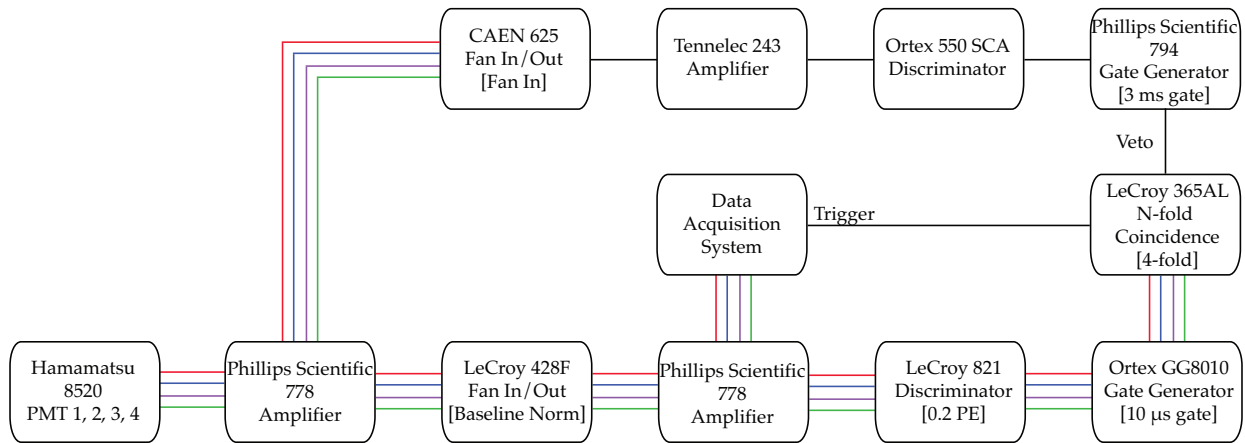 CAEN 625
Fan In/Out
[Fan In]
Tennelec 243
Amplifier
Ortex 550 SCA
Discriminator
Phillips Scientific
794
Gate Generator
[3 ms gate]
Veto
Data
Acquisition
System
Trigger
LeCroy 365AL
N-fold
Coincidence
[4-fold]
Hamamatsu
8520
PMT 1, 2, 3, 4
Phillips Scientific
778
Amplifier
LeCroy 428F
Fan In/Out
[Baseline Norm]
Phillips Scientific
778
Amplifier
LeCroy 821
Discriminator
[0.2 PE]
Ortex GG8010
Gate Generator
[10 μs gate]